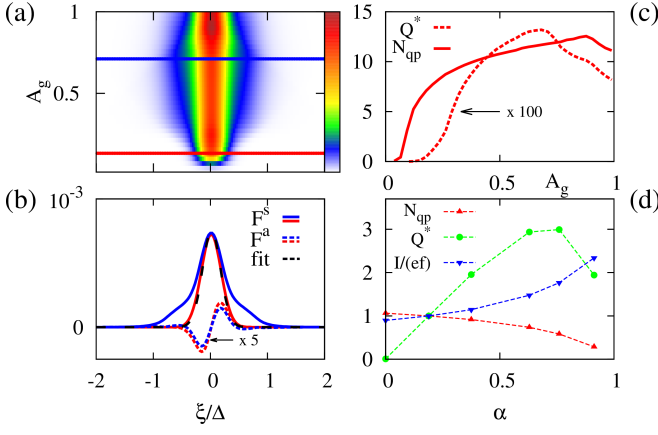 (a)
1
0.5
A_g
(c)
15
10
5
0
Q^*
N_qp
x 100
0
0.5
1
A_g
(b)
10^-3
0
F^s
F^a
fit
x 5
-2
-1
0
1
2
ξ/Δ
(d)
3
2
1
0
N_qp
Q^*
I/(ef)
0
0.5
1
α